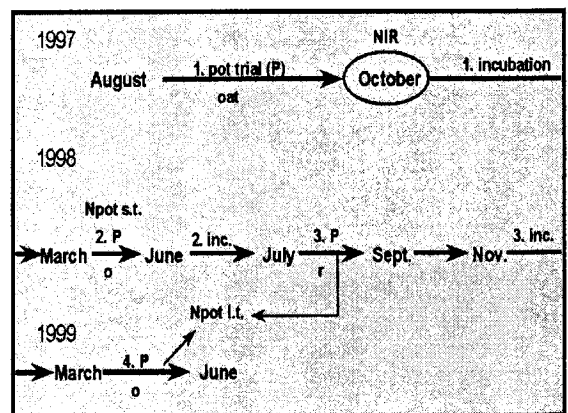 1997
NIR
August 1. pot trial (P) October 1. incubation
oat
1998
Npot s.t.
March 2. P June 2. inc. July 3. P Sept. Nov. 3. inc.
o r
Npot l.t.
1999
March 4. P June
o